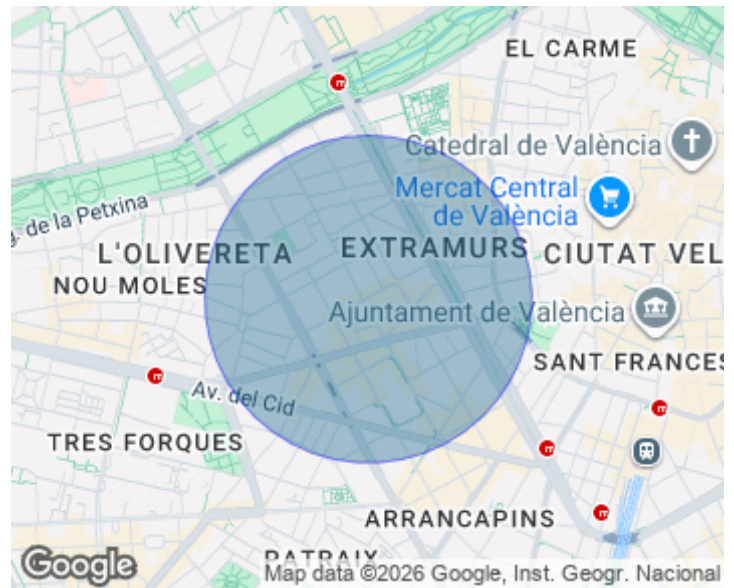 EL CARME
Catedral de València
Mercat Central
de València
g. de la Petxina
L'OLIVERETA
EXTRAMURS
CIUTAT VEL
NOU MOLES
Ajuntament de València
SANT FRANCES
Av. del Cid
TRES FORQUES
ARRANCAPINS
PATRAIX
Google
Map data ©2026 Google, Inst. Geogr. Nacional